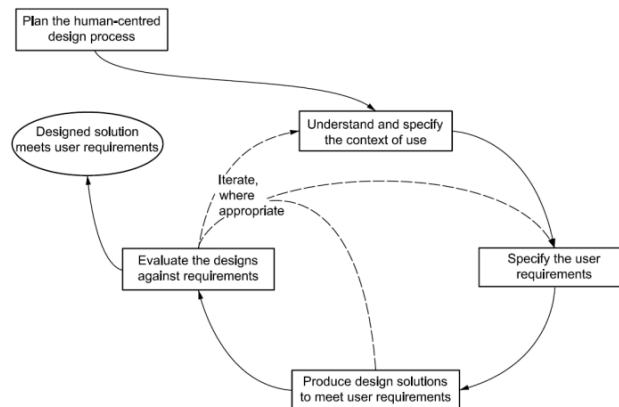 Plan the human-centred
design process
Designed solution
meets user requirements
Understand and specify
the context of use
Iterate,
where
appropriate
Evaluate the designs
against requirements
Specify the user
requirements
Produce design solutions
to meet user requirements